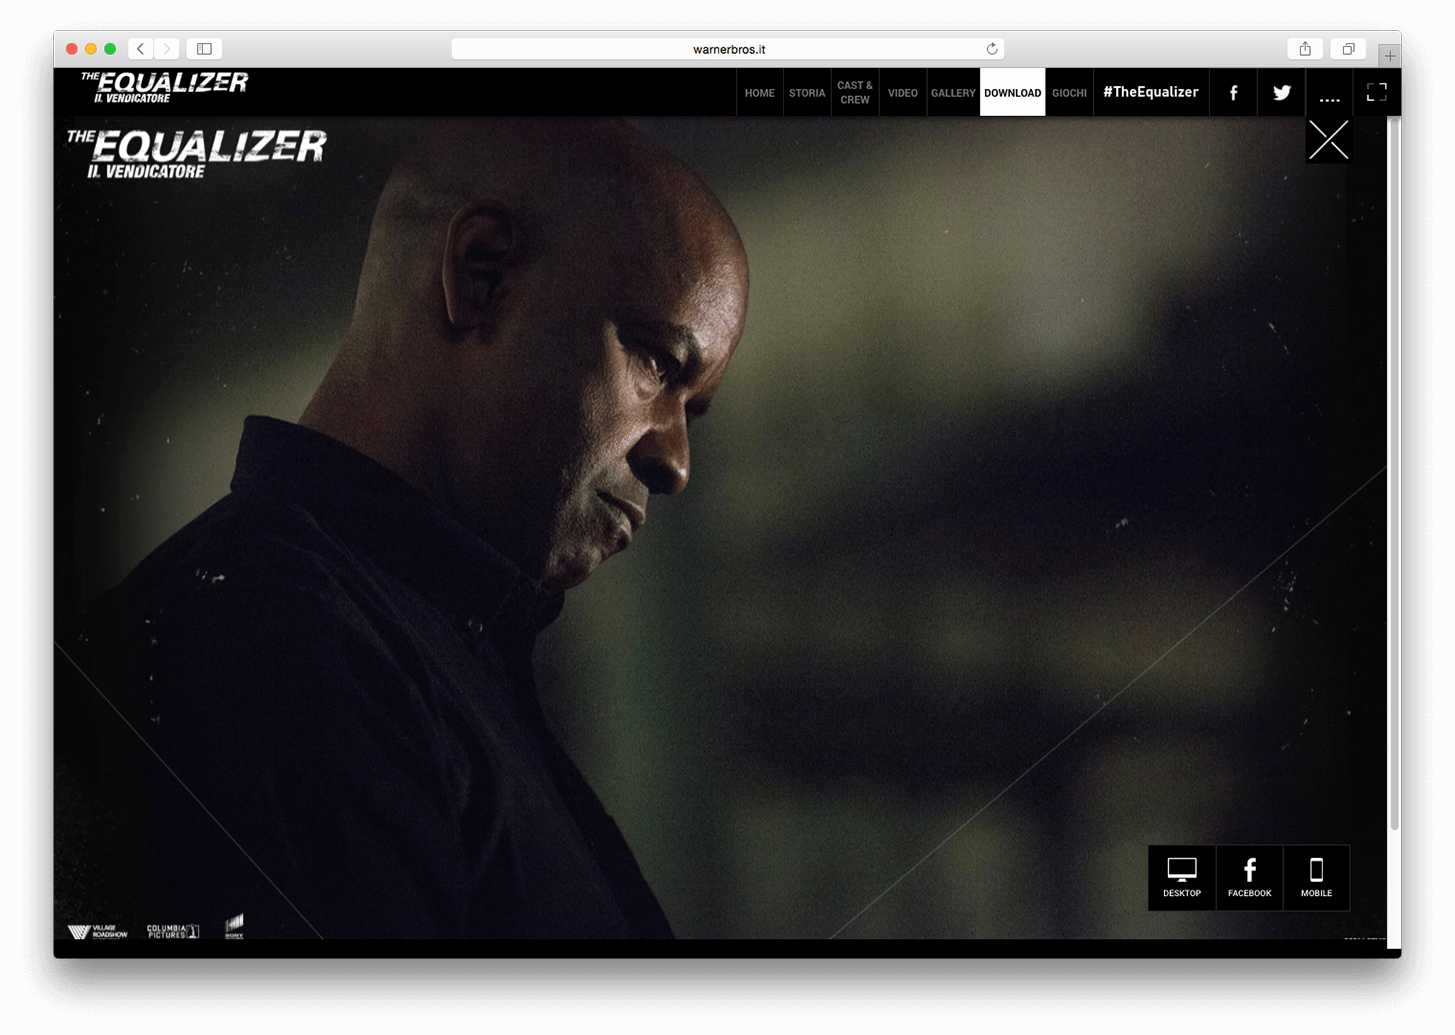 warnerbros.it
THE EQUALIZER
IL VENDICATORE
HOME
STORIA
CAST &
CREW
VIDEO
GALLERY
DOWNLOAD
GIOCHI
#TheEqualizer
THE EQUALIZER
IL VENDICATORE
DESKTOP
FACEBOOK
MOBILE
VILLAGE
ROADSHOW
COLUMBIA
PICTURES
SONY